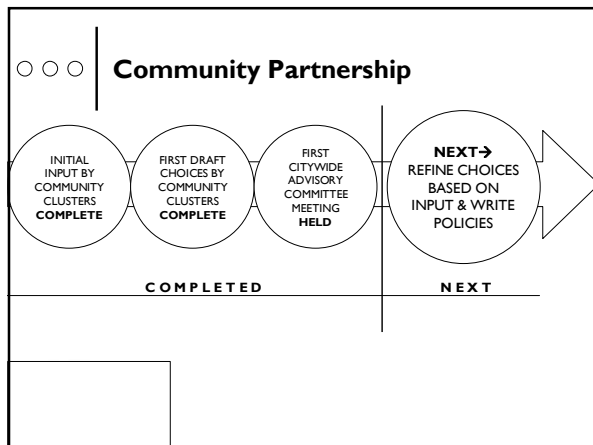 Community Partnership
INITIAL
INPUT BY
COMMUNITY
CLUSTERS
COMPLETE
FIRST DRAFT
CHOICES BY
COMMUNITY
CLUSTERS
COMPLETE
FIRST
CITYWIDE
ADVISORY
COMMITTEE
MEETING
HELD
NEXT→
REFINE CHOICES
BASED ON
INPUT & WRITE
POLICIES
COMPLETED
NEXT